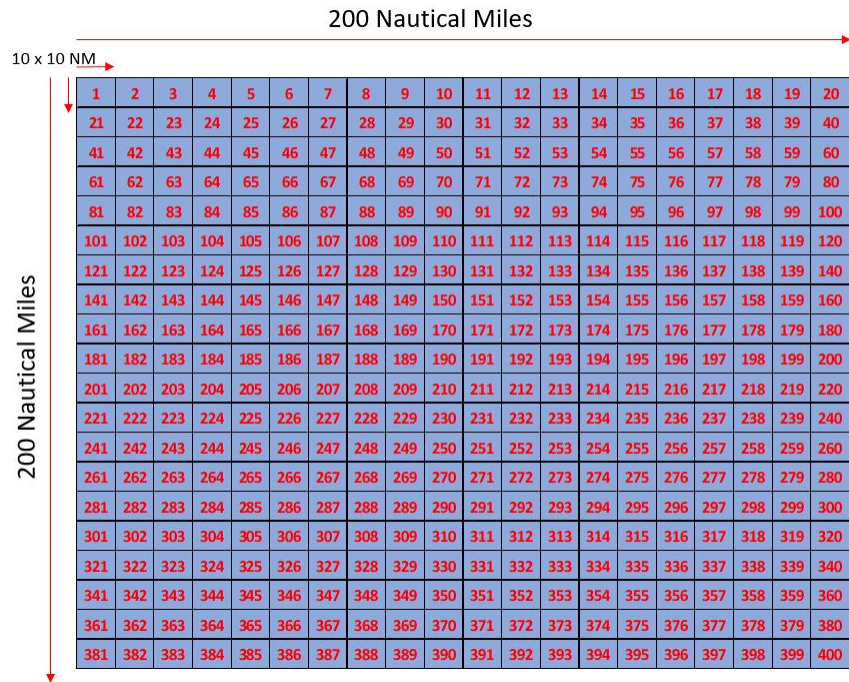 200 Nautical Miles
10 x 10 NM
200 Nautical Miles
1 2 3 4 5 6 7 8 9 10 11 12 13 14 15 16 17 18 19 20
21 22 23 24 25 26 27 28 29 30 31 32 33 34 35 36 37 38 39 40
41 42 43 44 45 46 47 48 49 50 51 52 53 54 55 56 57 58 59 60
61 62 63 64 65 66 67 68 69 70 71 72 73 74 75 76 77 78 79 80
81 82 83 84 85 86 87 88 89 90 91 92 93 94 95 96 97 98 99 100
101 102 103 104 105 106 107 108 109 110 111 112 113 114 115 116 117 118 119 120
121 122 123 124 125 126 127 128 129 130 131 132 133 134 135 136 137 138 139 140
141 142 143 144 145 146 147 148 149 150 151 152 153 154 155 156 157 158 159 160
161 162 163 164 165 166 167 168 169 170 171 172 173 174 175 176 177 178 179 180
181 182 183 184 185 186 187 188 189 190 191 192 193 194 195 196 197 198 199 200
201 202 203 204 205 206 207 208 209 210 211 212 213 214 215 216 217 218 219 220
221 222 223 224 225 226 227 228 229 230 231 232 233 234 235 236 237 238 239 240
241 242 243 244 245 246 247 248 249 250 251 252 253 254 255 256 257 258 259 260
261 262 263 264 265 266 267 268 269 270 271 272 273 274 275 276 277 278 279 280
281 282 283 284 285 286 287 288 289 290 291 292 293 294 295 296 297 298 299 300
301 302 303 304 305 306 307 308 309 310 311 312 313 314 315 316 317 318 319 320
321 322 323 324 325 326 327 328 329 330 331 332 333 334 335 336 337 338 339 340
341 342 343 344 345 346 347 348 349 350 351 352 353 354 355 356 357 358 359 360
361 362 363 364 365 366 367 368 369 370 371 372 373 374 375 376 377 378 379 380
381 382 383 384 385 386 387 388 389 390 391 392 393 394 395 396 397 398 399 400